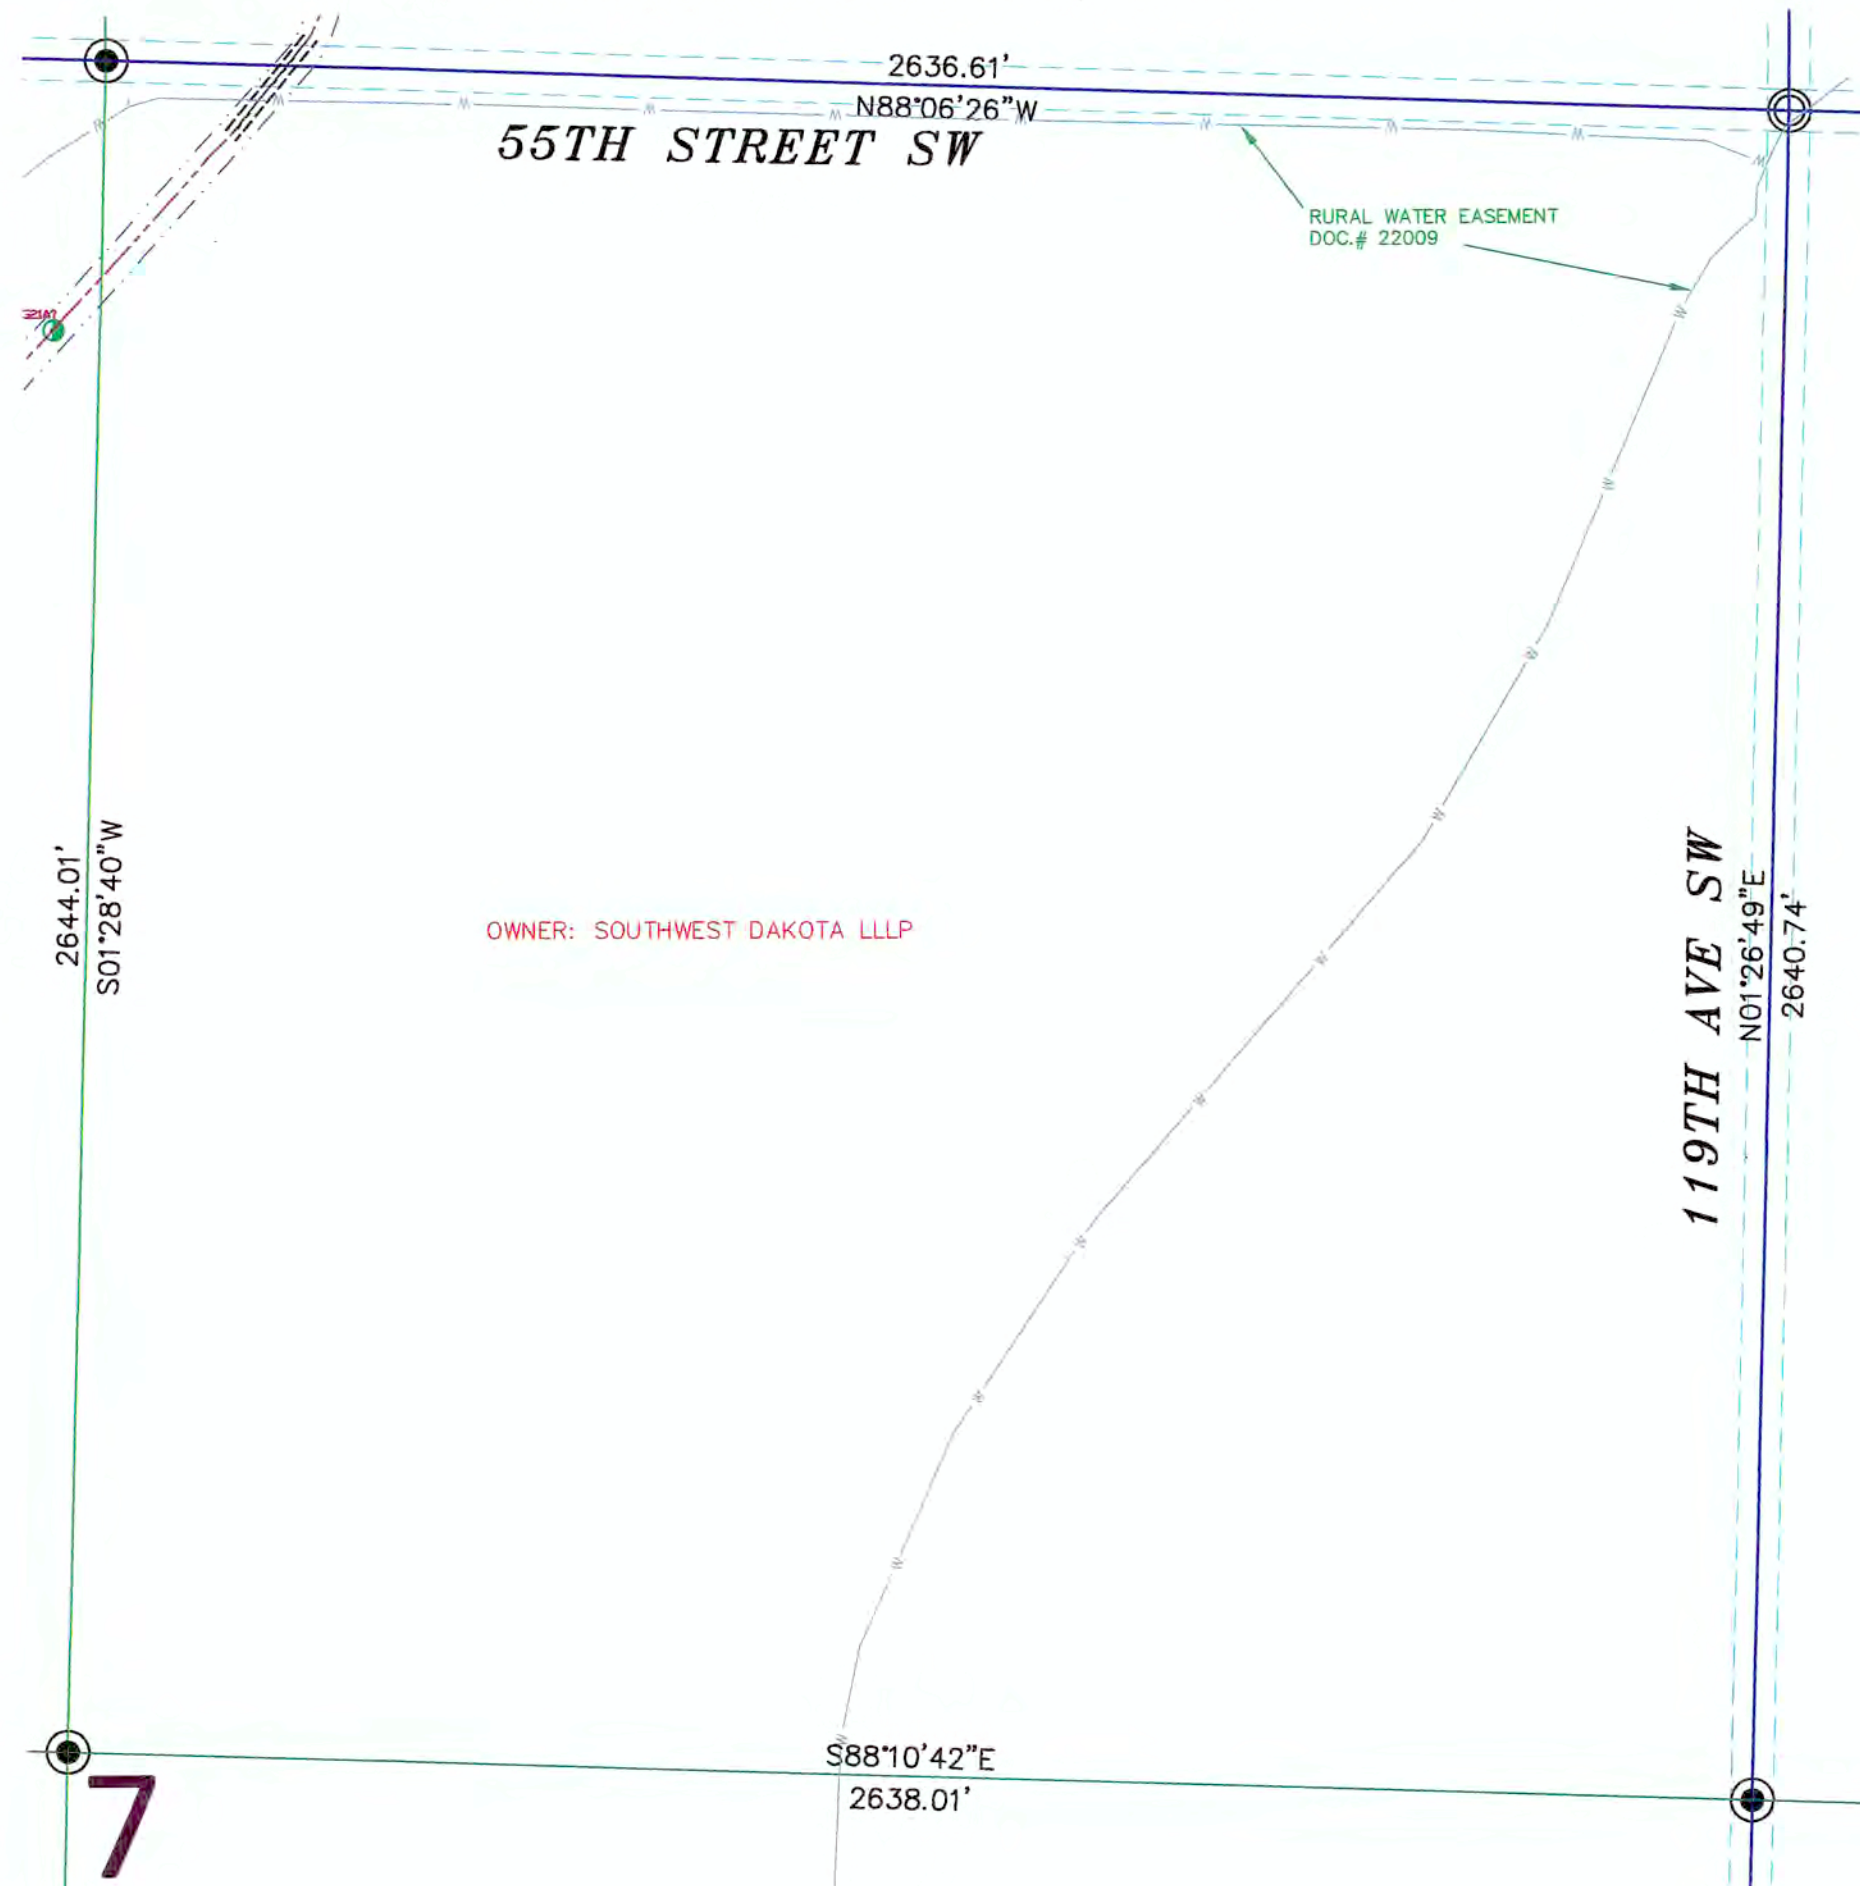 2636.61'
N88°06'26"W
55TH STREET SW
RURAL WATER EASEMENT
DOC.# 22009
2644.01'
S01°28'40"W
OWNER: SOUTHWEST DAKOTA LLLP
119TH AVE SW
N01°26'49"E
2640.74'
S88°10'42"E
2638.01'
7